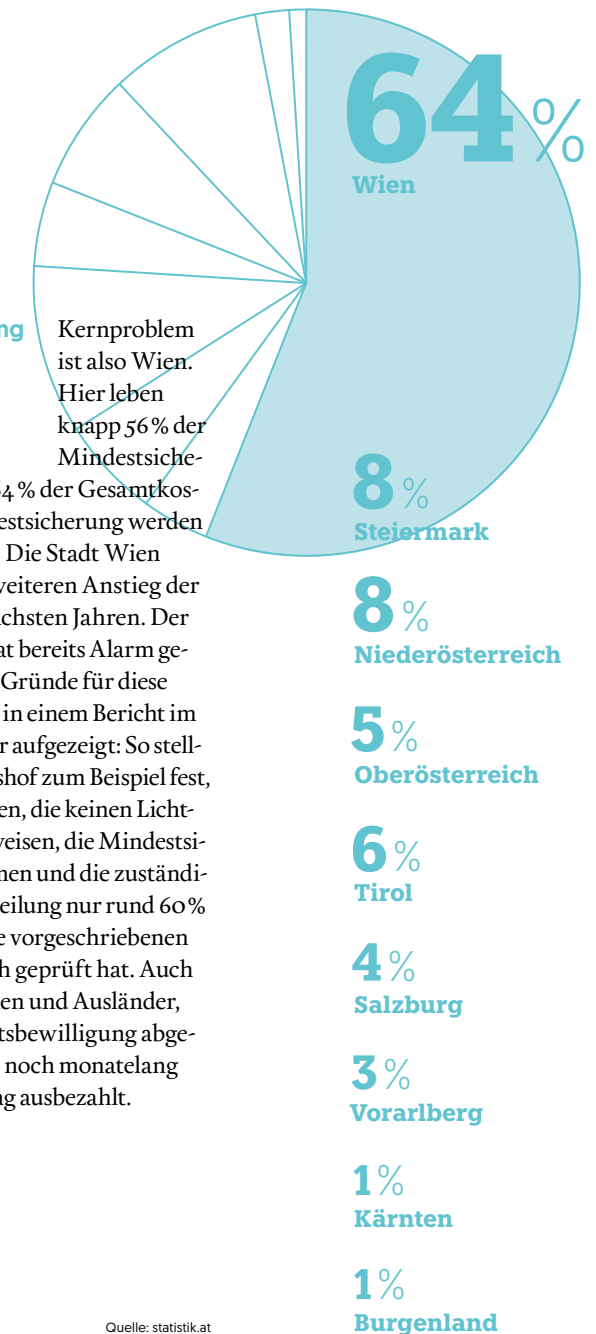 64 %
Wien
ng
Kernproblem
ist also Wien.
Hier leben
knapp 56 % der
Mindestsiche-
4 % der Gesamtkos-
estsicherung werden
. Die Stadt Wien
weiteren Anstieg der
chsten Jahren. Der
at bereits Alarm ge-
Gründe für diese
in einem Bericht im
r aufgezeigt: So stell-
shof zum Beispiel fest,
en, die keinen Licht-
weisen, die Mindestsi-
men und die zuständi-
eilung nur rund 60 %
e vorgeschriebenen
h geprüft hat. Auch
en und Ausländer,
tsbewilligung abge-
noch monatelang
ng ausbezahlt.
8 %
Steiermark
8 %
Niederösterreich
5 %
Oberösterreich
6 %
Tirol
4 %
Salzburg
3 %
Vorarlberg
1 %
Kärnten
1 %
Burgenland
Quelle: statistik.at